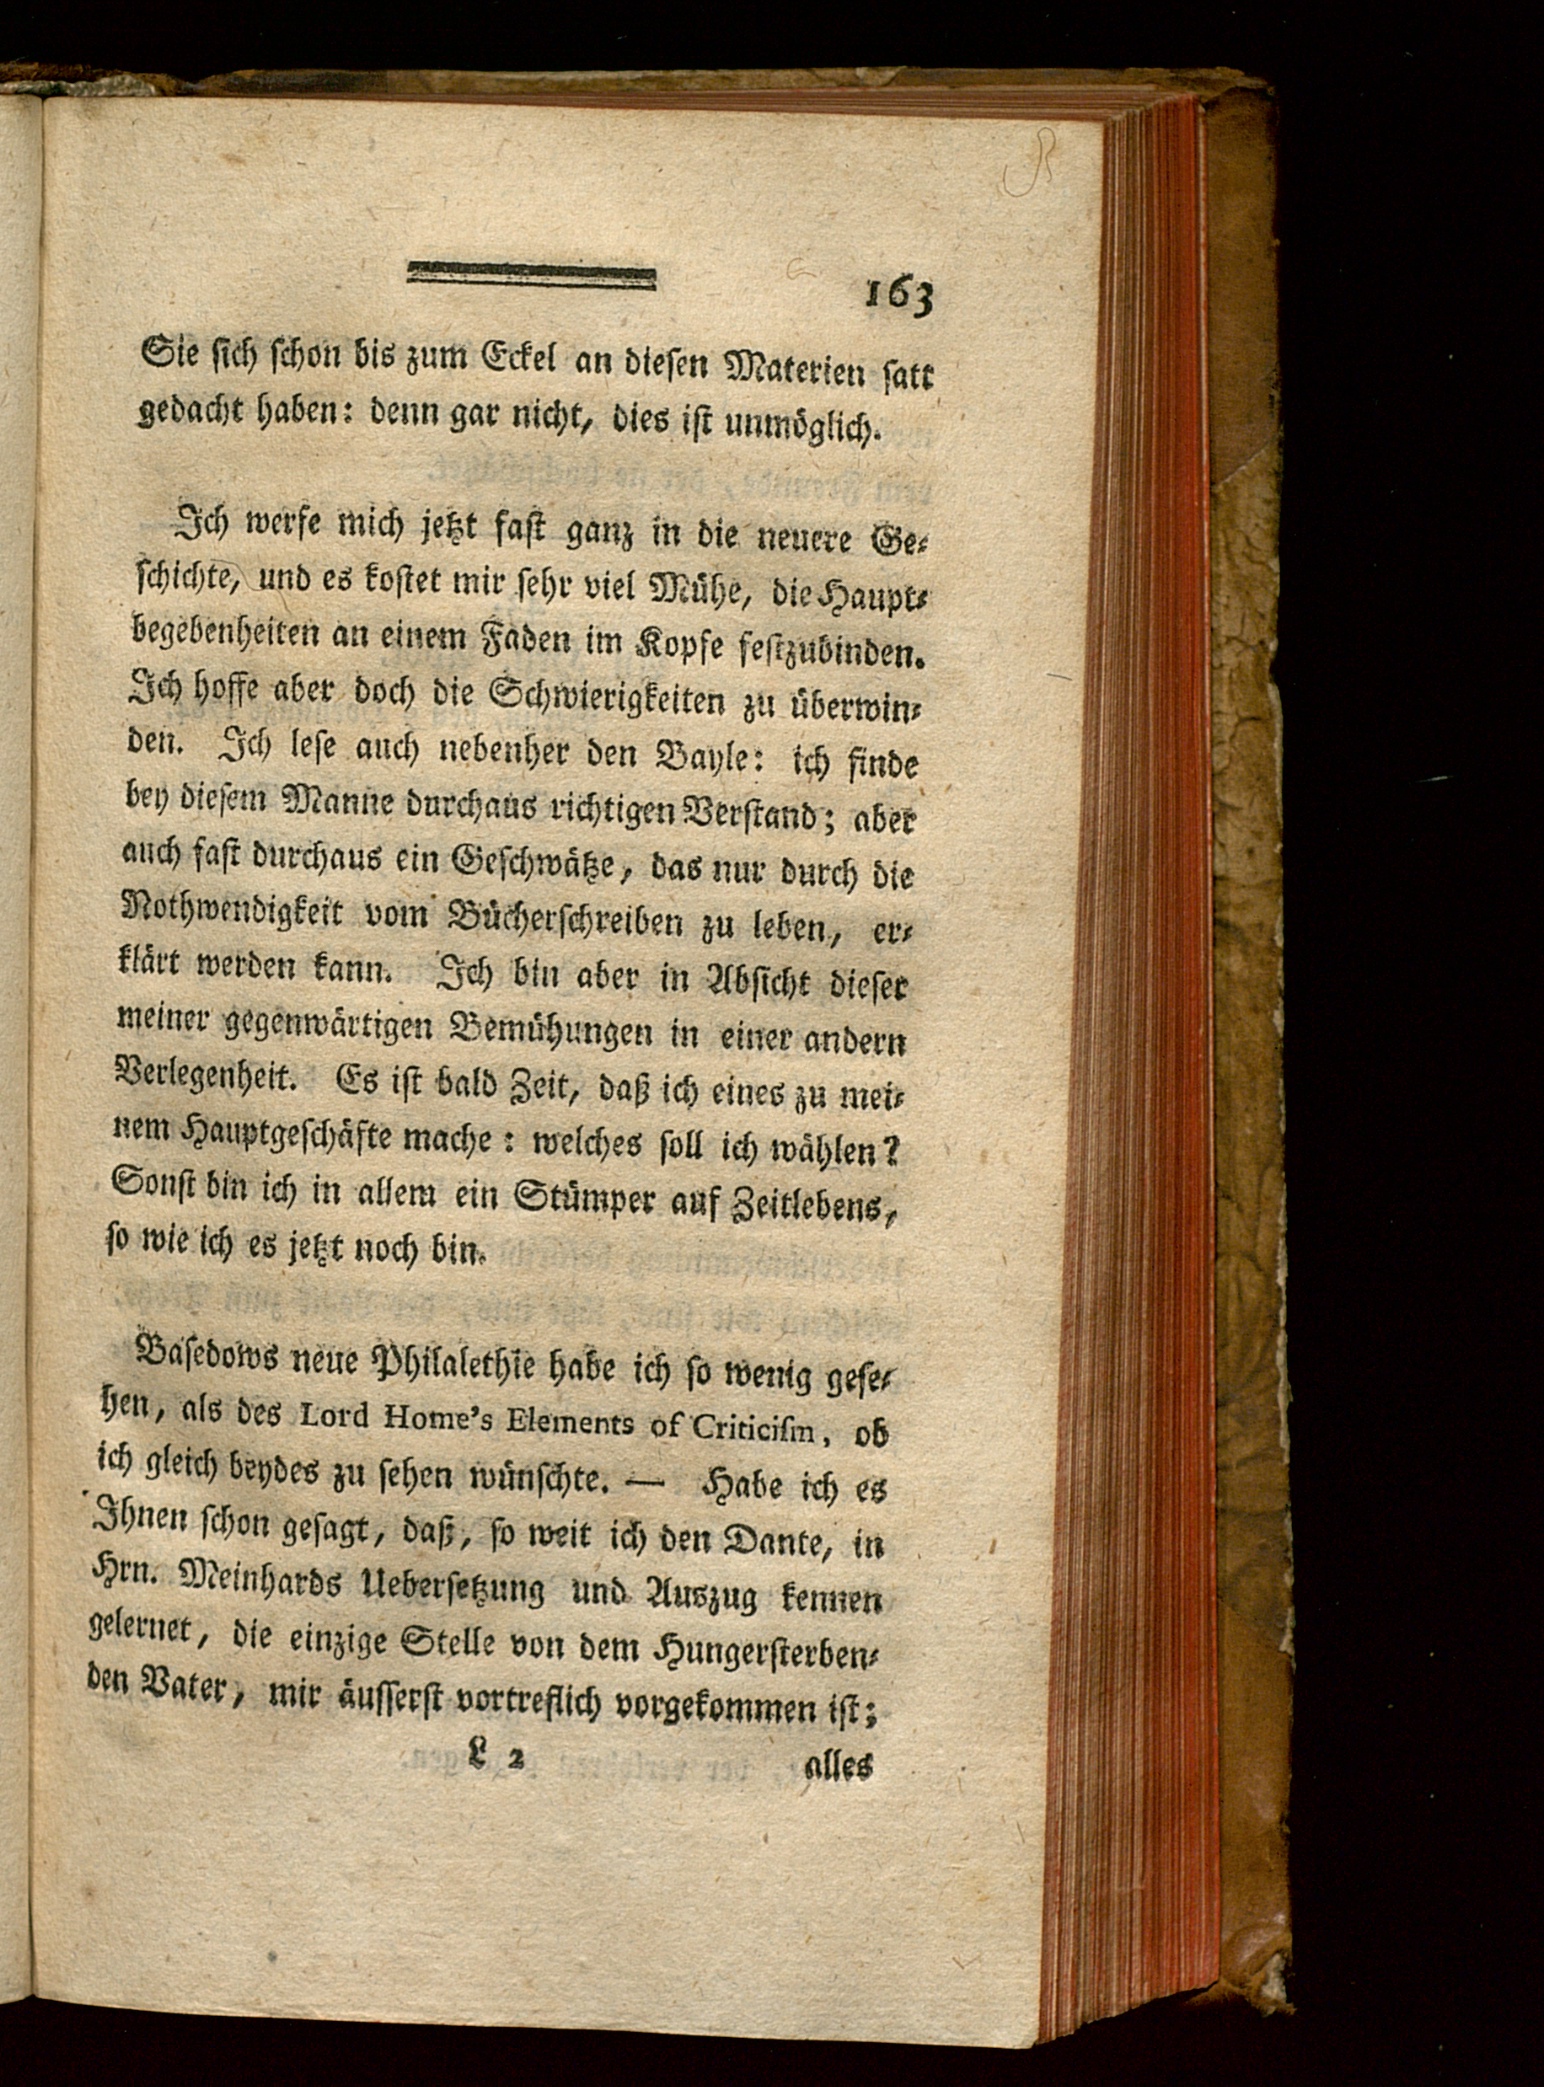 163
Sie ſich ſchon bis zum Eckel an dieſen Materien ſatt
gedacht haben: denn gar nicht, dies iſt unmöglich.
Ich werfe mich jetzt faſt ganz in die neuere Ge⸗
ſchichte, und es koſtet mir ſehr viel Mühe, die Haupt⸗
begebenheiten an einem Faden im Kopfe feſtzubinden.
Ich hoffe aber doch die Schwierigkeiten zu überwin⸗
den. Ich leſe auch nebenher den Bayle: ich finde
bey dieſem Manne durchaus richtigen Verſtand; aber
auch faſt durchaus ein Geſchwätze, das nur durch die
Nothwendigkeit vom Bücherſchreiben zu leben, er⸗
klärt werden kann. Ich bin aber in Abſicht dieſer
meiner gegenwärtigen Bemühungen in einer andern
Verlegenheit. Es iſt bald Zeit, daß ich eines zu mei⸗
nem Hauptgeſchäfte mache: welches ſoll ich wählen?
Sonſt bin ich in allem ein Stümper auf Zeitlebens,
ſo wie ich es jetzt noch bin.
Baſedows neue Philalethie habe ich ſo wenig geſe⸗
hen, als des Lord Home's Elements of Criticiſm, ob
ich gleich beydes zu ſehen wünſchte. — Habe ich es
Ihnen ſchon geſagt, daß, ſo weit ich den Dante, in
Hrn. Meinhards Ueberſetzung und Auszug kennen
gelernet, die einzige Stelle von dem Hungerſterben⸗
den Vater, mir äuſſerſt vortreflich vorgekommen iſt;
L 2 alles